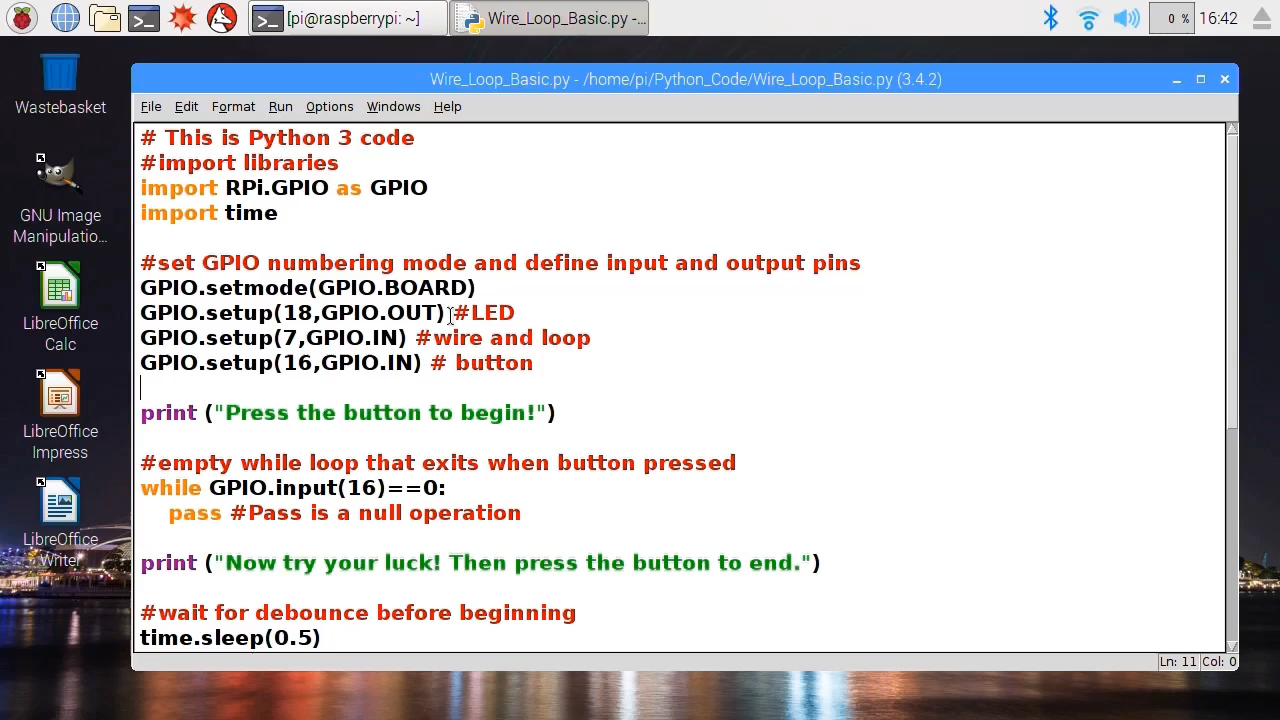 [pi@raspberrypi: ~]
Wire_Loop_Basic.py -...
0 %
16:42
Wastebasket
GNU Image
Manipulatio...
LibreOffice
Calc
LibreOffice
Impress
LibreOffice
Writer
Wire_Loop_Basic.py - /home/pi/Python_Code/Wire_Loop_Basic.py (3.4.2)
File Edit Format Run Options Windows Help
# This is Python 3 code
#import libraries
import RPi.GPIO as GPIO
import time
#set GPIO numbering mode and define input and output pins
GPIO.setmode(GPIO.BOARD)
GPIO.setup(18,GPIO.OUT) #LED
GPIO.setup(7,GPIO.IN) #wire and loop
GPIO.setup(16,GPIO.IN) # button
print ("Press the button to begin!")
#empty while loop that exits when button pressed
while GPIO.input(16)==0:
    pass #Pass is a null operation
print ("Now try your luck! Then press the button to end.")
#wait for debounce before beginning
time.sleep(0.5)
Ln: 11 Col: 0